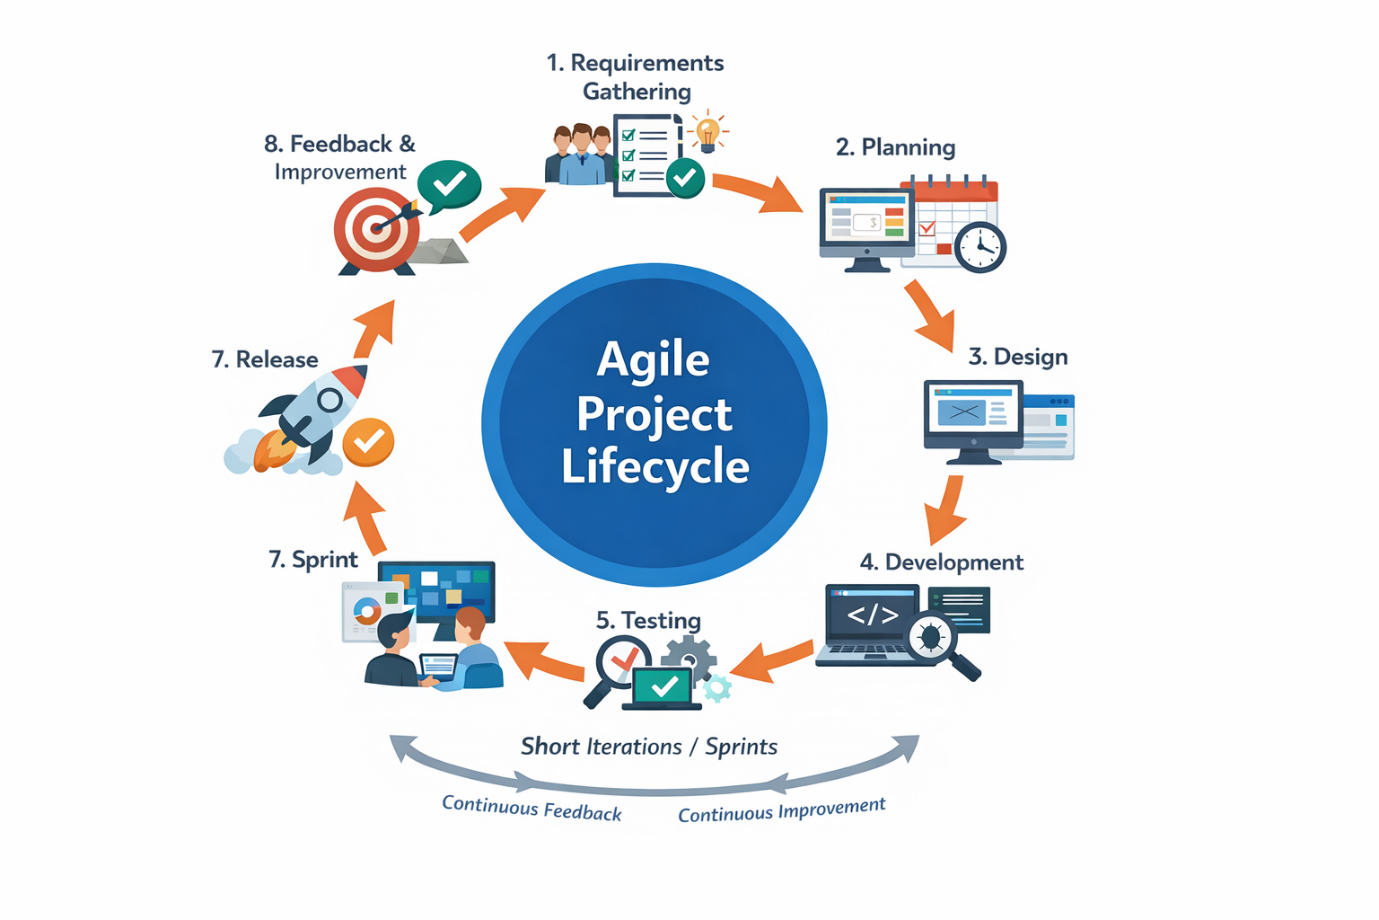 1. Requirements
Gathering
2. Planning
$
3. Design
4. Development
</>
5. Testing
7. Sprint
7. Release
8. Feedback &
Improvement
Agile
Project
Lifecycle
Short Iterations / Sprints
Continuous Feedback
Continuous Improvement